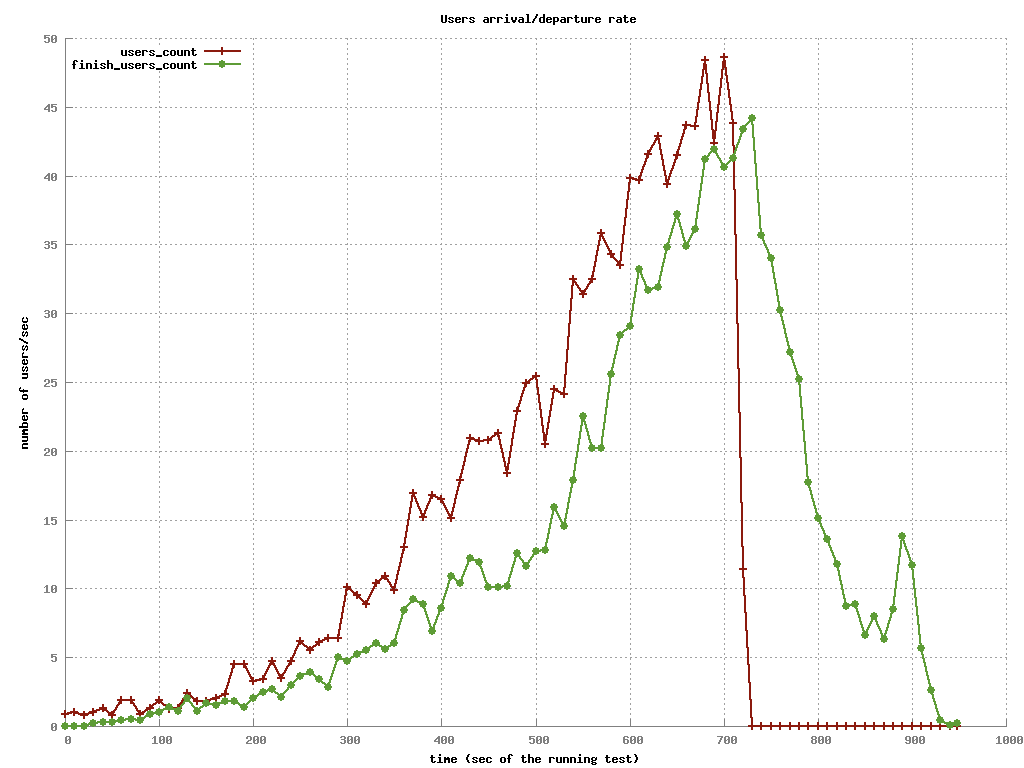 Users arrival/departure rate
users_count
finish_users_count
50
45
40
35
30
25
20
15
10
5
0
number of users/sec
0 100 200 300 400 500 600 700 800 900 1000
time (sec of the running test)